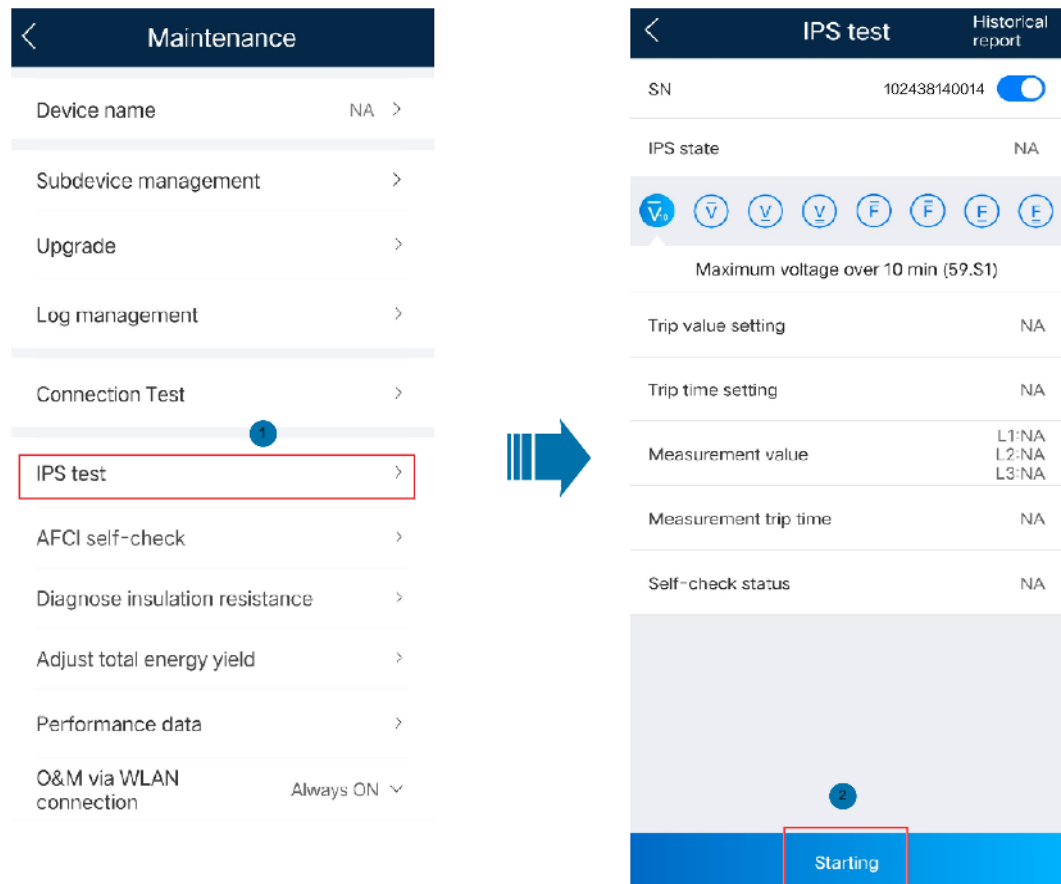 Maintenance
Device name NA
Subdevice management
Upgrade
Log management
Connection Test
1
IPS test
AFCI self-check
Diagnose insulation resistance
Adjust total energy yield
Performance data
O&M via WLAN
connection
Always ON
IPS test
Historical
report
SN 102438140014
IPS state NA
V10 V V V F F F F
Maximum voltage over 10 min (59.S1)
Trip value setting NA
Trip time setting NA
Measurement value
L1:NA
L2:NA
L3:NA
Measurement trip time NA
Self-check status NA
2
Starting